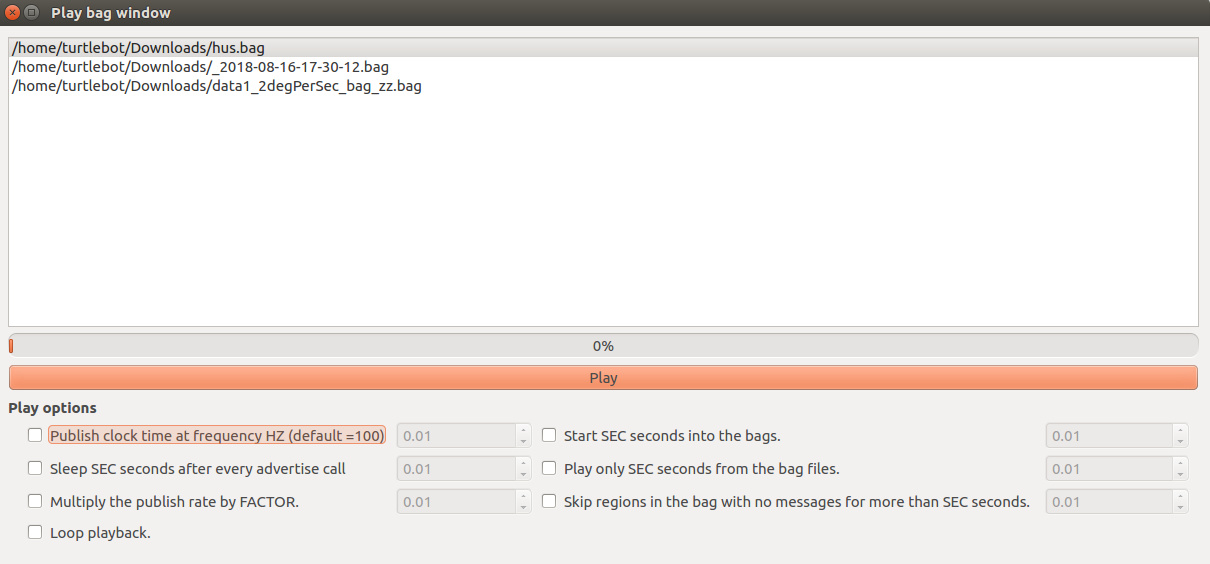 Play bag window
/home/turtlebot/Downloads/hus.bag
/home/turtlebot/Downloads/_2018-08-16-17-30-12.bag
/home/turtlebot/Downloads/data1_2degPerSec_bag_zz.bag
0%
Play
Play options
Publish clock time at frequency HZ (default =100) 0.01 Start SEC seconds into the bags. 0.01
Sleep SEC seconds after every advertise call 0.01 Play only SEC seconds from the bag files. 0.01
Multiply the publish rate by FACTOR. 0.01 Skip regions in the bag with no messages for more than SEC seconds. 0.01
Loop playback.